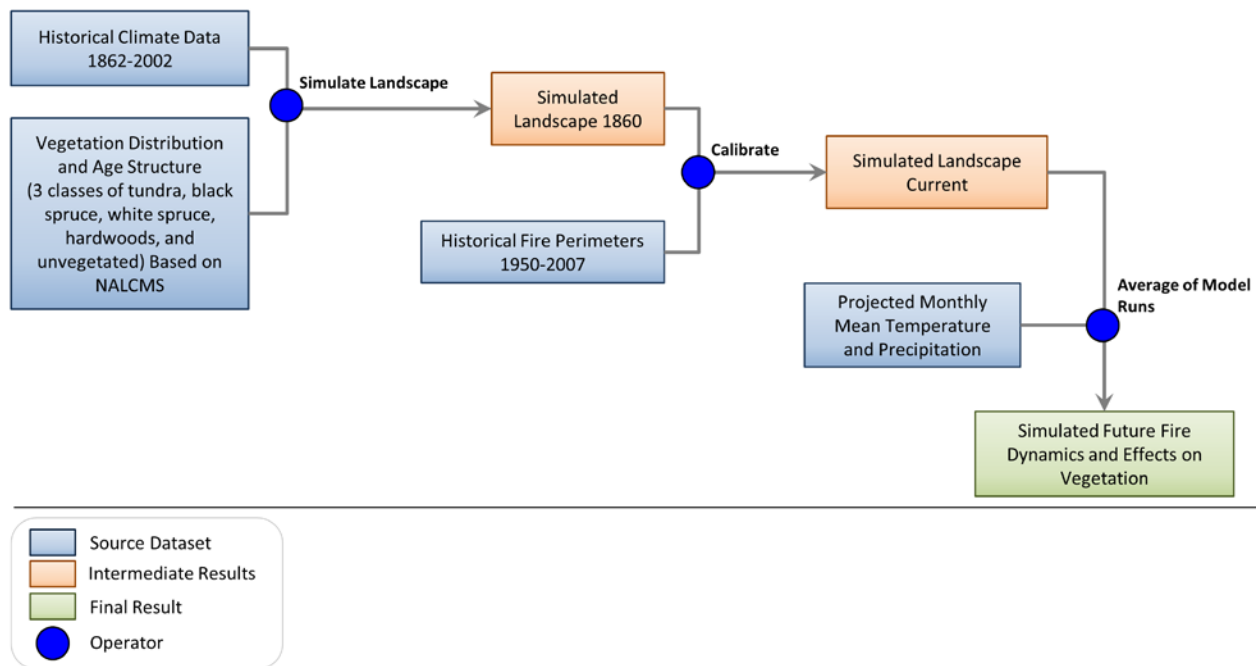 Historical Climate Data
1862-2002
Simulate Landscape
Vegetation Distribution
and Age Structure
(3 classes of tundra, black
spruce, white spruce,
hardwoods, and
unvegetated) Based on
NALCMS
Simulated
Landscape 1860
Calibrate
Historical Fire Perimeters
1950-2007
Simulated Landscape
Current
Projected Monthly
Mean Temperature
and Precipitation
Average of Model
Runs
Simulated Future Fire
Dynamics and Effects on
Vegetation
Source Dataset
Intermediate Results
Final Result
Operator